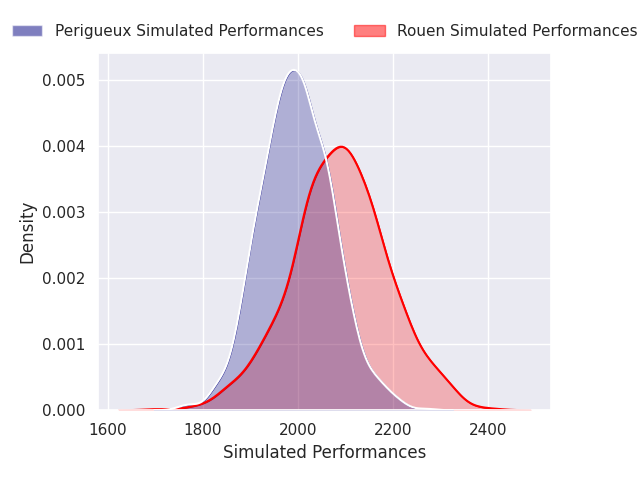 Perigueux Simulated Performances Rouen Simulated Performances
0.005
0.004
0.003
0.002
0.001
0.000
Density
1600 1800 2000 2200 2400
Simulated Performances